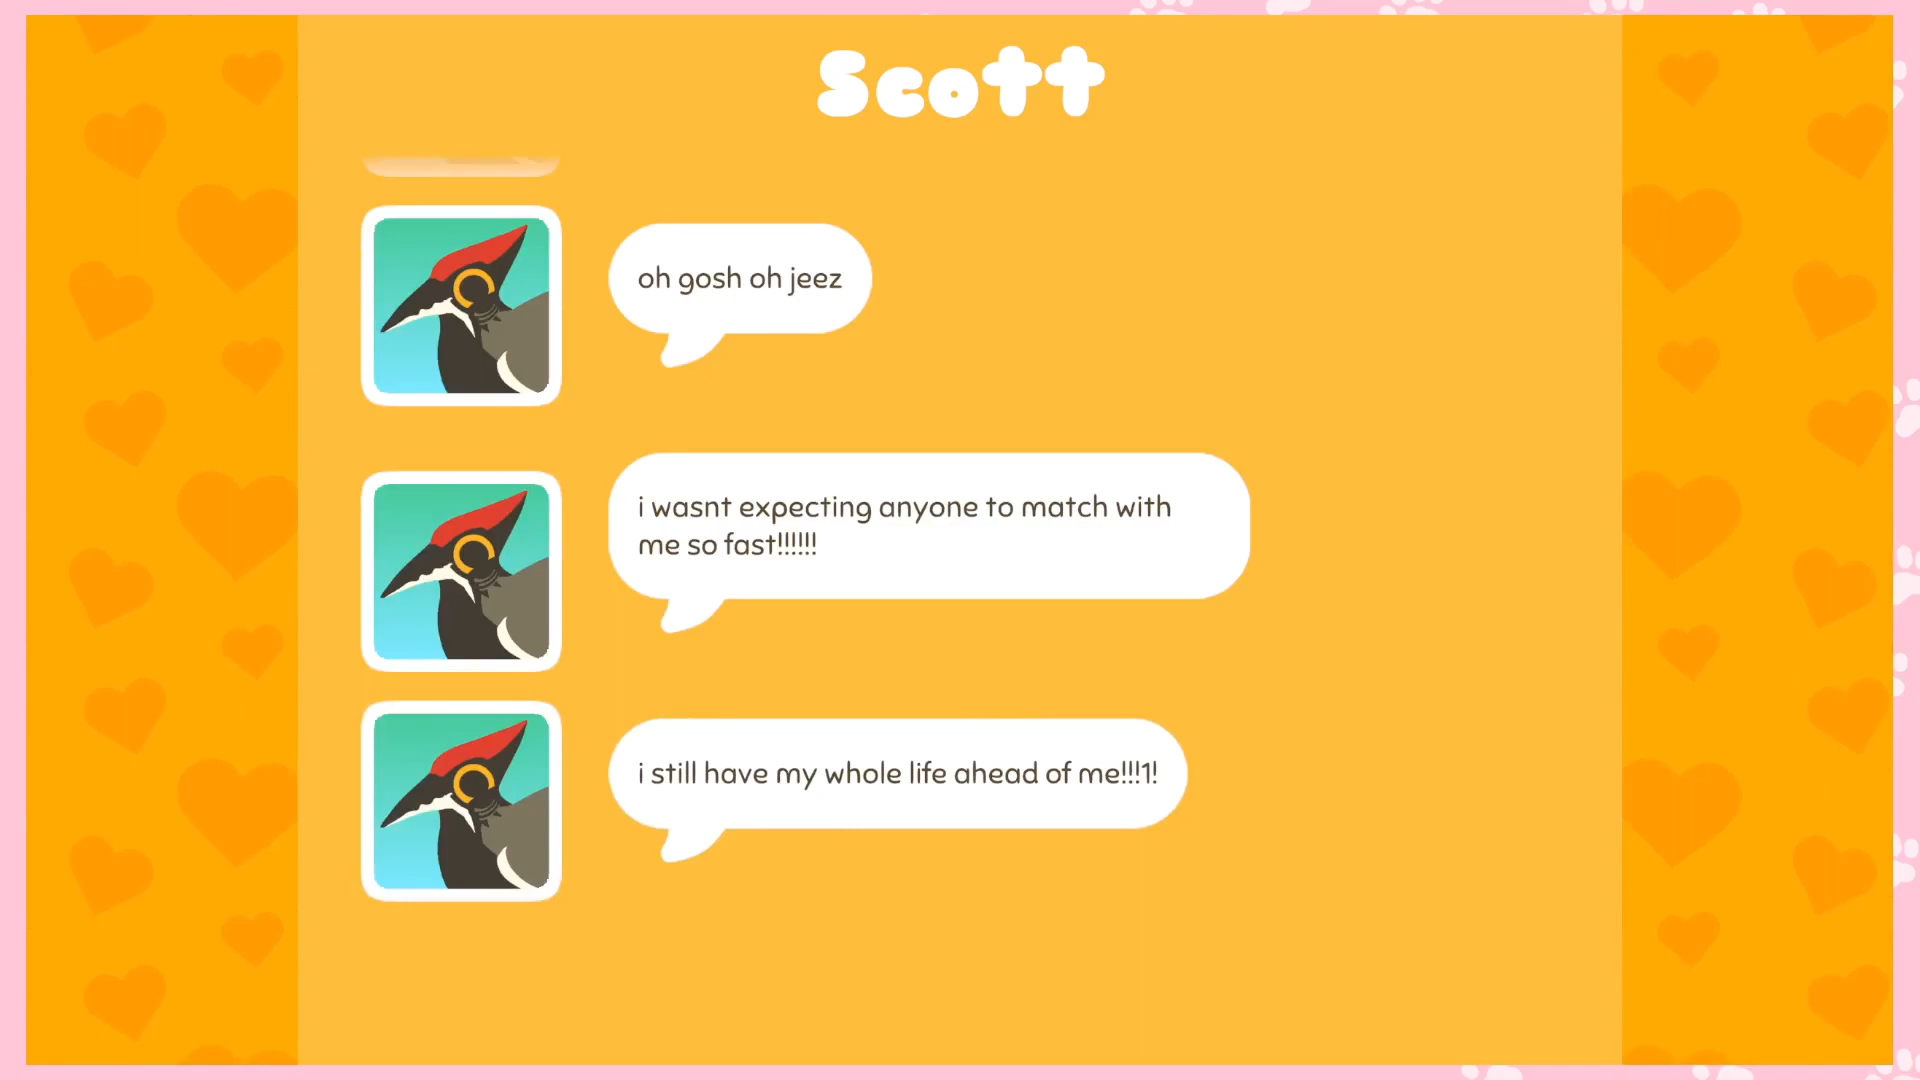 Scott
oh gosh oh jeez
i wasnt expecting anyone to match with
me so fast!!!!!!
i still have my whole life ahead of me!!!1!